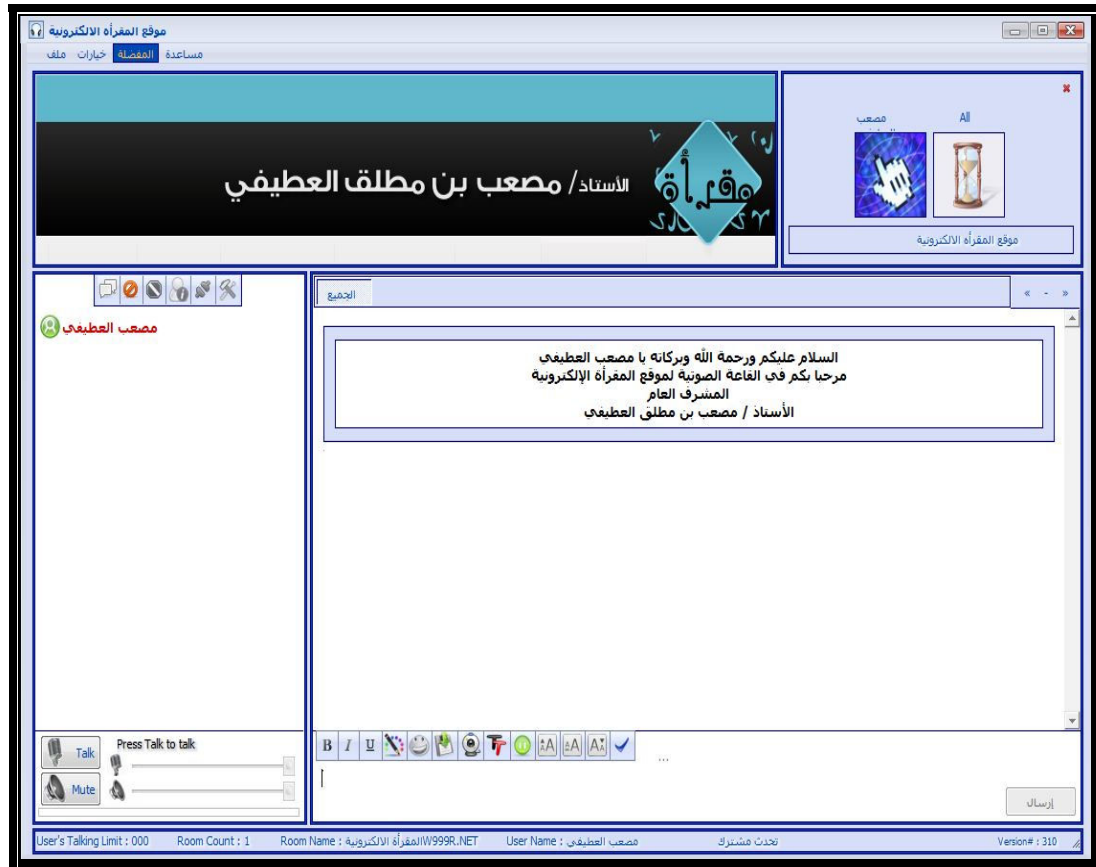 موقع المقرأه الالكترونية
ملف خيارات المفضلة مساعدة
الأستاذ/ مصعب بن مطلق العطيفي
مقرأة
مصعب
All
موقع المقرأه الالكترونية
الجميع
« - »
مصعب العطيفي
السلام عليكم ورحمة الله وبركاته يا مصعب العطيفي
مرحبا بكم في القاعة الصوتية لموقع المقرأة الإلكترونية
المشرف العام
الأستاذ / مصعب بن مطلق العطيفي
Talk
Press Talk to talk
Mute
B I U
...
إرسال
User's Talking Limit : 000 Room Count : 1 Room Name : المقرأة الالكترونية W999R.NET User Name : مصعب العطيفي تحدث مشترك Version# : 310